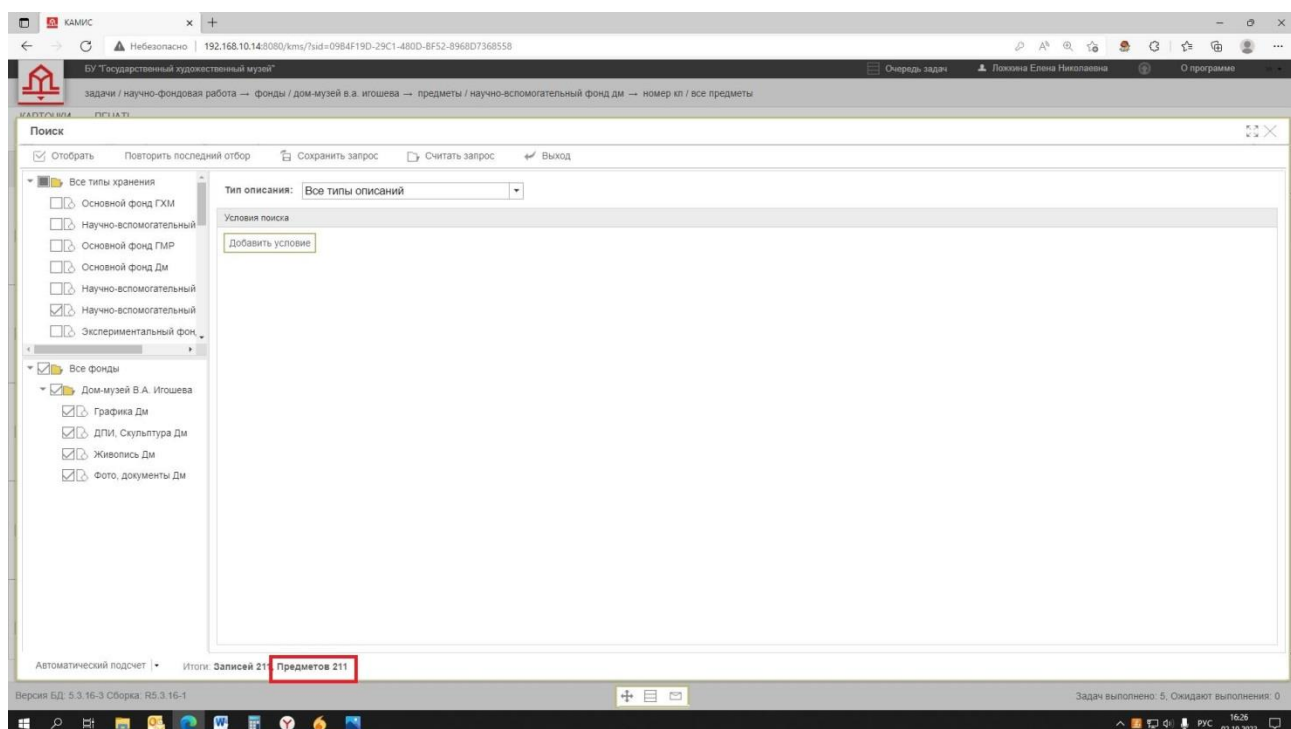 КАМИС
Небезопасно 192.168.10.14:8080/kms/?sid=0984F19D-29C1-480D-8F52-8968D7368558
БУ "Государственный художественный музей" Очередь задач Ложкина Елена Николаевна О программе
задачи / научно-фондовая работа → фонды / дом-музей в.а. игошева → предметы / научно-вспомогательный фонд дм → номер кп / все предметы
КАРТОЧКИ ПЕЧАТЬ
Поиск
Отобрать Повторить последний отбор Сохранить запрос Считать запрос Выход
Все типы хранения
Основной фонд ГХМ
Научно-вспомогательный
Основной фонд ГМР
Основной фонд Дм
Научно-вспомогательный
Научно-вспомогательный
Экспериментальный фон
Тип описания: Все типы описаний
Условия поиска
Добавить условие
Все фонды
Дом-музей В.А. Игошева
Графика Дм
ДПИ, Скульптура Дм
Живопись Дм
Фото, документы Дм
Автоматический подсчет Итоги: Записей 211, Предметов 211
Версия БД: 5.3.16-3 Сборка: R5.3.16-1 Задач выполнено: 5, Ожидают выполнения: 0
РУС 16:26